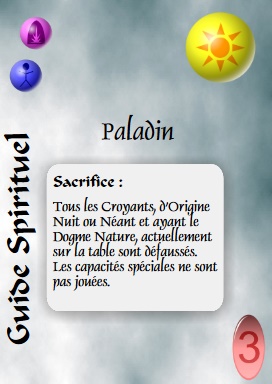 Paladin
Guide Spirituel
Sacrifice :
Tous les Croyants, d'Origine
Nuit ou Néant et ayant le
Dogme Nature, actuellement
sur la table sont défaussés.
Les capacités spéciales ne sont
pas jouées.
3